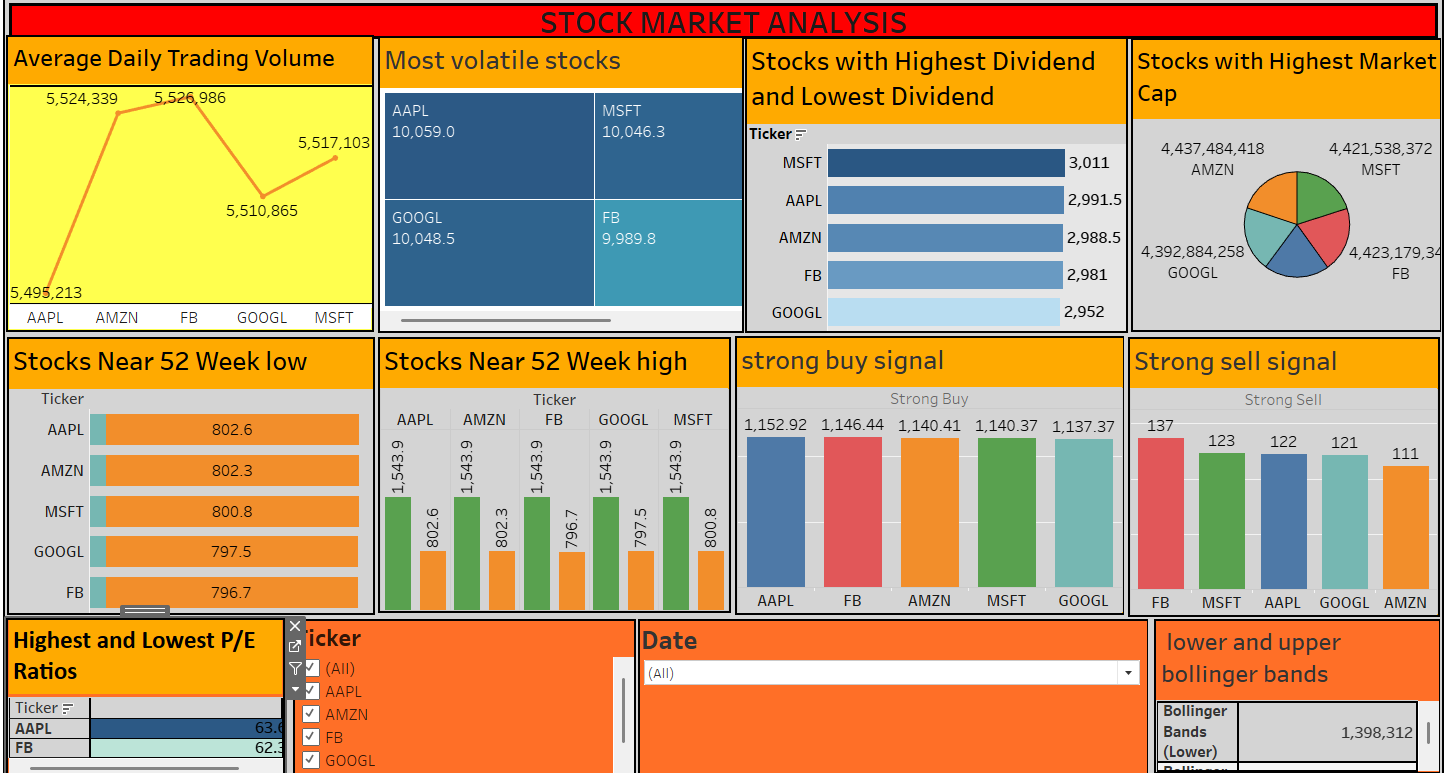 STOCK MARKET ANALYSIS
Average Daily Trading Volume
5,524,339
5,526,986
5,517,103
5,510,865
5,495,213
AAPL AMZN FB GOOGL MSFT
Most volatile stocks
AAPL
10,059.0
MSFT
10,046.3
GOOGL
10,048.5
FB
9,989.8
Stocks with Highest Dividend
and Lowest Dividend
Ticker
MSFT 3,011
AAPL 2,991.5
AMZN 2,988.5
FB 2,981
GOOGL 2,952
Stocks with Highest Market
Cap
4,437,484,418
AMZN
4,421,538,372
MSFT
4,392,884,258
GOOGL
4,423,179,34
FB
Stocks Near 52 Week low
Ticker
AAPL 802.6
AMZN 802.3
MSFT 800.8
GOOGL 797.5
FB 796.7
Stocks Near 52 Week high
Ticker
AAPL AMZN FB GOOGL MSFT
1,543.9 802.6 1,543.9 802.3 1,543.9 796.7 1,543.9 797.5 1,543.9 800.8
strong buy signal
Strong Buy
1,152.92 1,146.44 1,140.41 1,140.37 1,137.37
AAPL FB AMZN MSFT GOOGL
Strong sell signal
Strong Sell
137 123 122 121 111
FB MSFT AAPL GOOGL AMZN
Highest and Lowest P/E
Ratios
Ticker
AAPL 63.6
FB 62.3
icker
(All)
AAPL
AMZN
FB
GOOGL
Date
(All)
lower and upper
bollinger bands
Bollinger
Bands
(Lower) 1,398,312